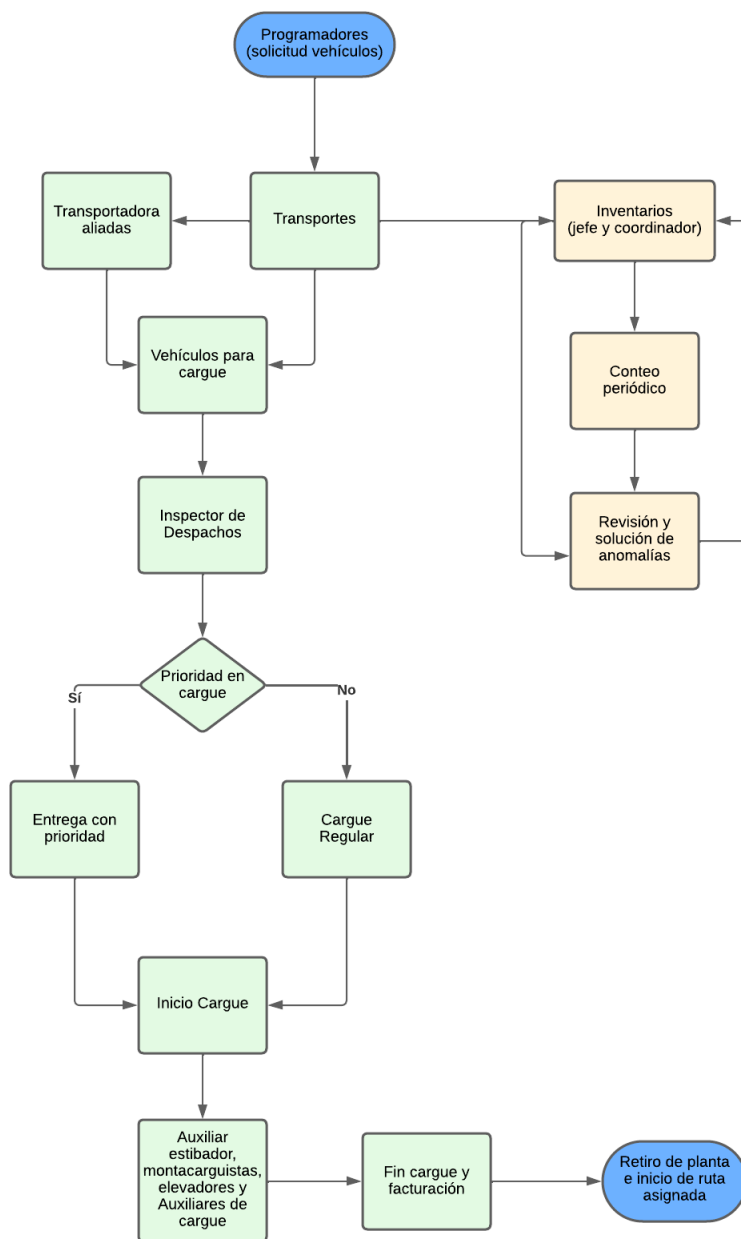 Programadores
(solicitud vehículos)
Transportadora
aliadas
Transportes
Inventarios
(jefe y coordinador)
Vehículos para
cargue
Conteo
periódico
Inspector de
Despachos
Revisión y
solución de
anomalías
Prioridad en
cargue
Sí
No
Entrega con
prioridad
Cargue
Regular
Inicio Cargue
Auxiliar
estibador,
montacarguistas,
elevadores y
Auxiliares de
cargue
Fin cargue y
facturación
Retiro de planta
e inicio de ruta
asignada